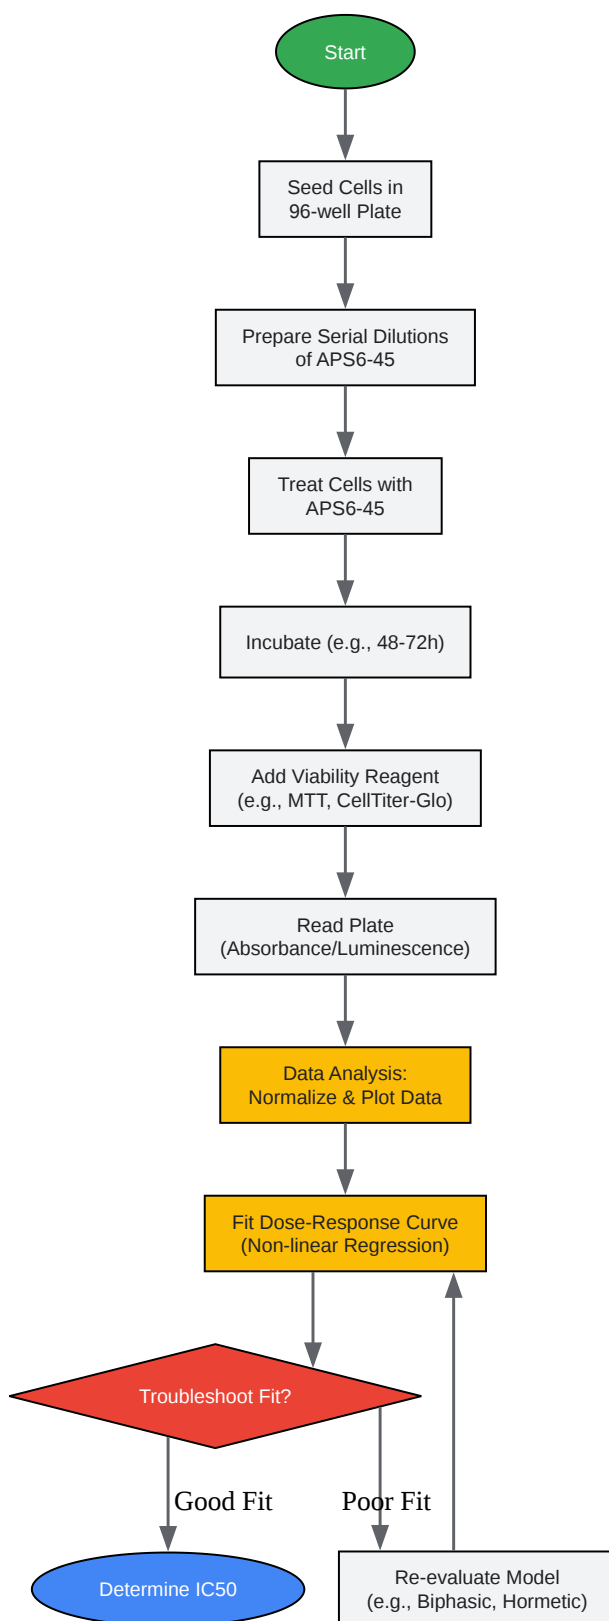 Start
Seed Cells in
96-well Plate
Prepare Serial Dilutions
of APS6-45
Treat Cells with
APS6-45
Incubate (e.g., 48-72h)
Add Viability Reagent
(e.g., MTT, CellTiter-Glo)
Read Plate
(Absorbance/Luminescence)
Data Analysis:
Normalize & Plot Data
Fit Dose-Response Curve
(Non-linear Regression)
Troubleshoot Fit?
Good Fit
Poor Fit
Determine IC50
Re-evaluate Model
(e.g., Biphasic, Hormetic)